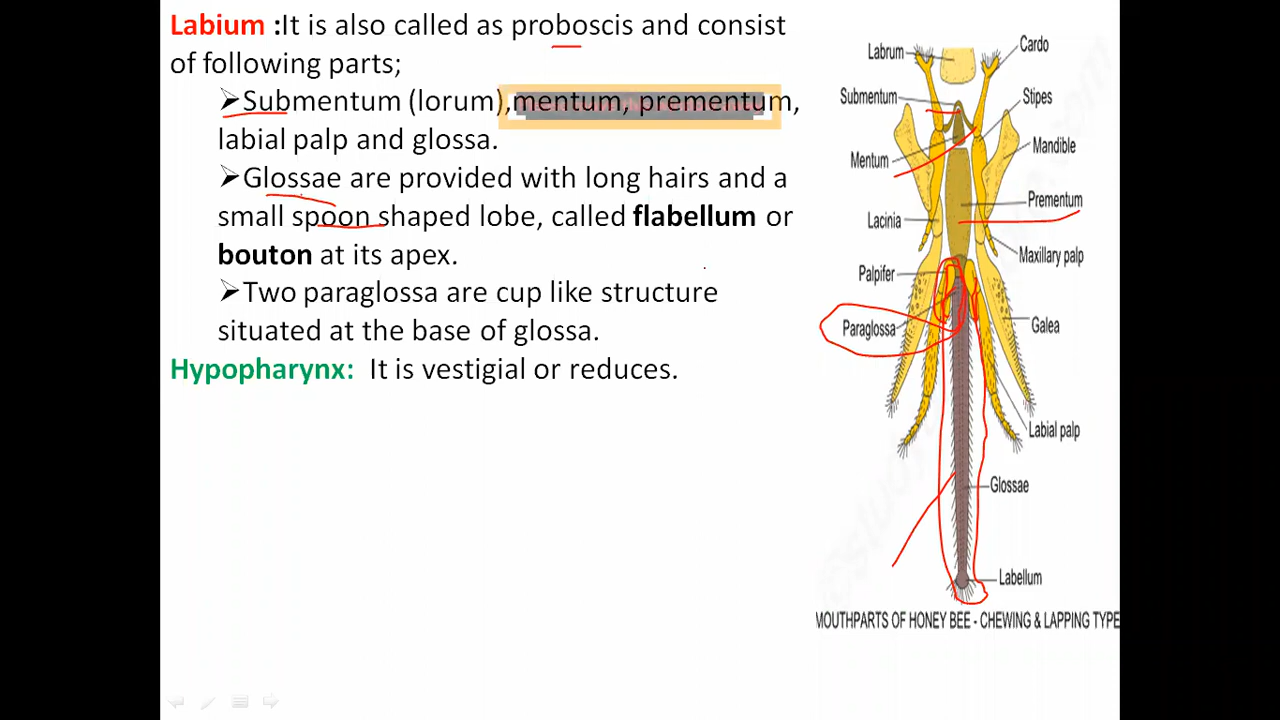 Labium :It is also called as proboscis and consist
of following parts;
➢Submentum (lorum),mentum, prementum,
labial palp and glossa.
➢Glossae are provided with long hairs and a
small spoon shaped lobe, called flabellum or
bouton at its apex.
➢Two paraglossa are cup like structure
situated at the base of glossa.
Hypopharynx: It is vestigial or reduces.
Labrum
Cardo
Submentum
Stipes
Mentum
Mandible
Prementum
Lacinia
Maxillary palp
Palpifer
Paraglossa
Galea
Labial palp
Glossae
Labellum
MOUTHPARTS OF HONEY BEE - CHEWING & LAPPING TYPE